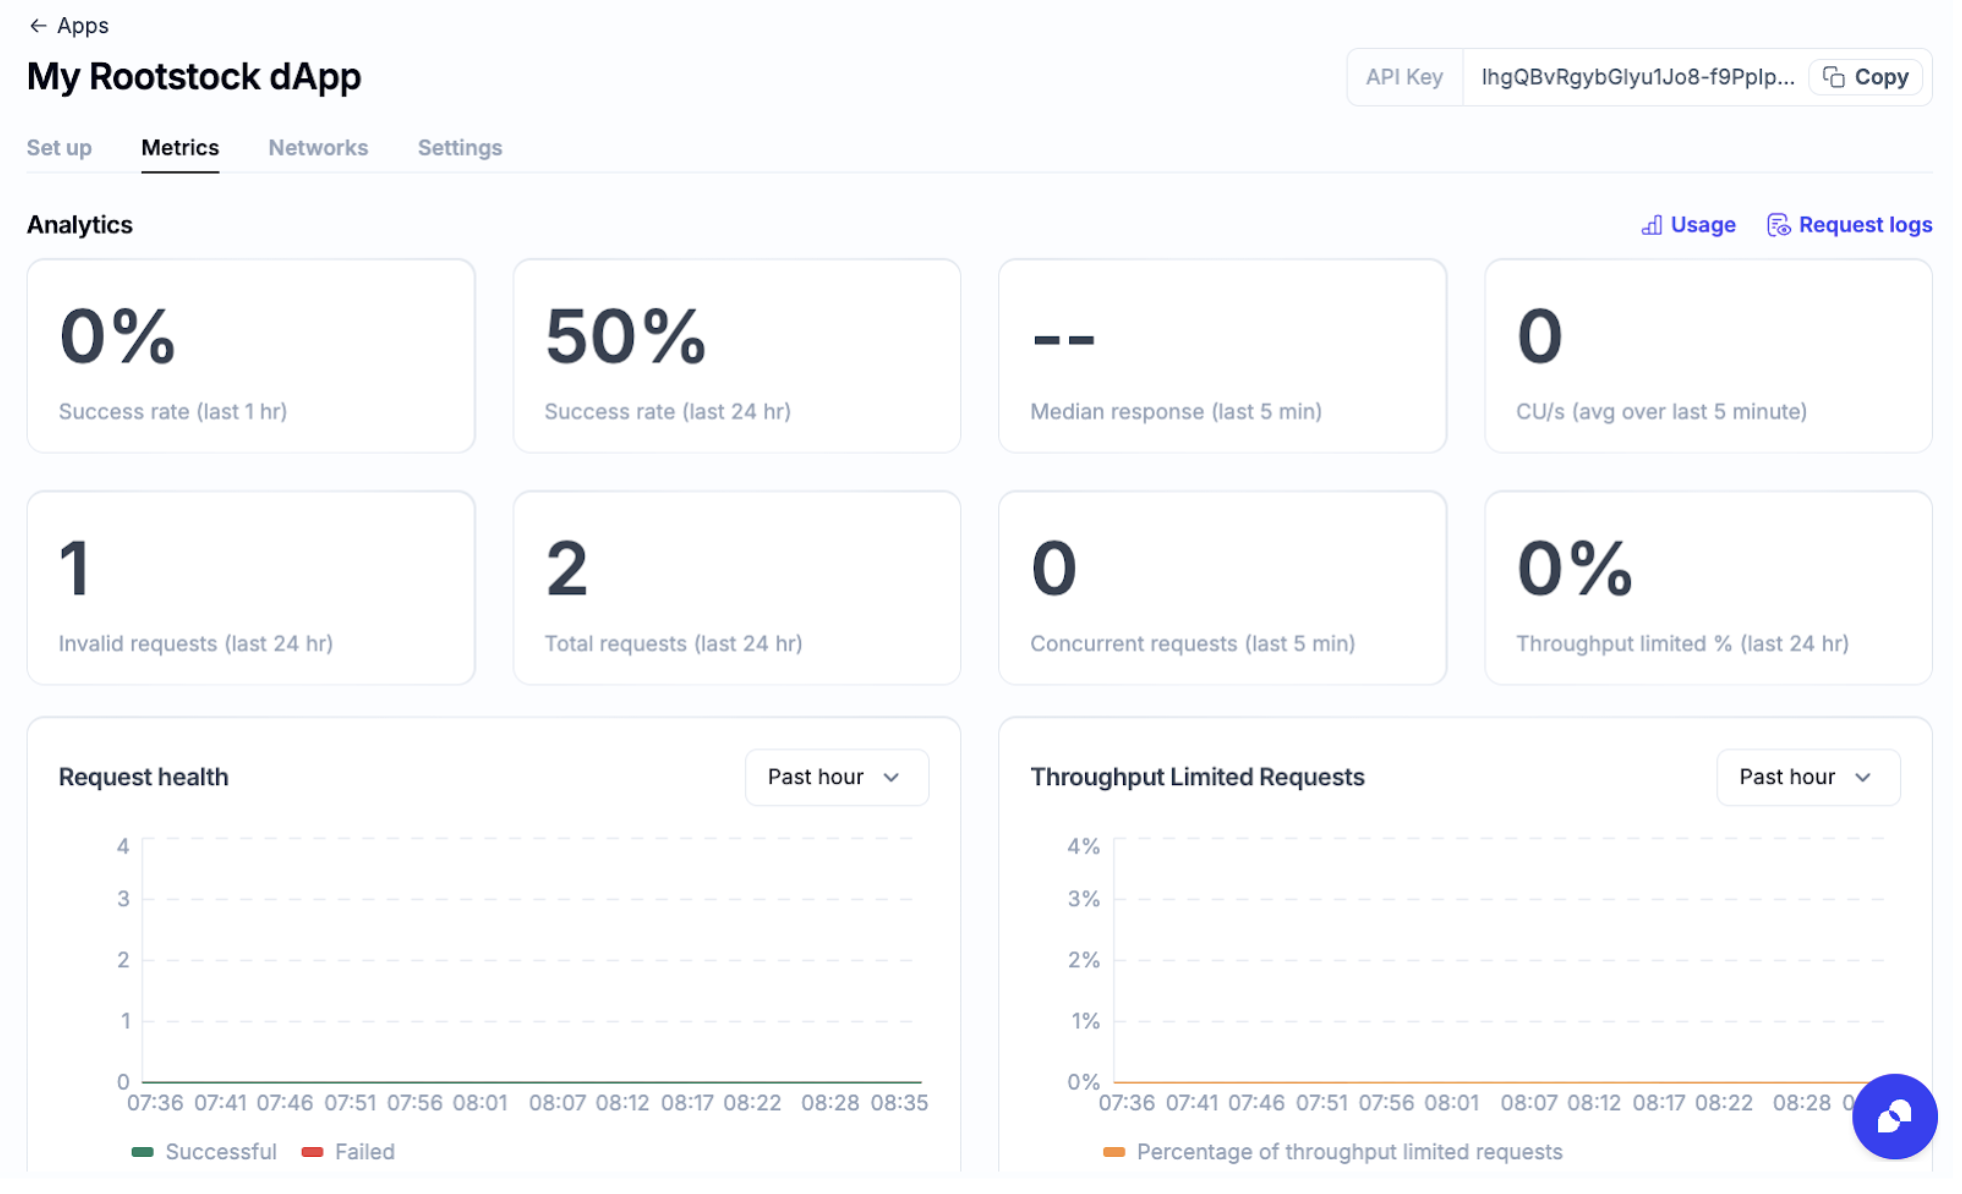 ← Apps
My Rootstock dApp
API Key
Copy
Set up Metrics Networks Settings
Analytics
Usage Request logs
0% 50% -- 0
Success rate (last 1 hr) Success rate (last 24 hr) Median response (last 5 min) CU/s (avg over last 5 minute)
1 2 0 0%
Invalid requests (last 24 hr) Total requests (last 24 hr) Concurrent requests (last 5 min) Throughput limited % (last 24 hr)
Request health Past hour
4
3
2
1
0
07:36 07:41 07:46 07:51 07:56 08:01 08:07 08:12 08:17 08:22 08:28 08:35
Successful Failed
Throughput Limited Requests Past hour
4%
3%
2%
1%
0%
07:36 07:41 07:46 07:51 07:56 08:01 08:07 08:12 08:17 08:22 08:28
Percentage of throughput limited requests